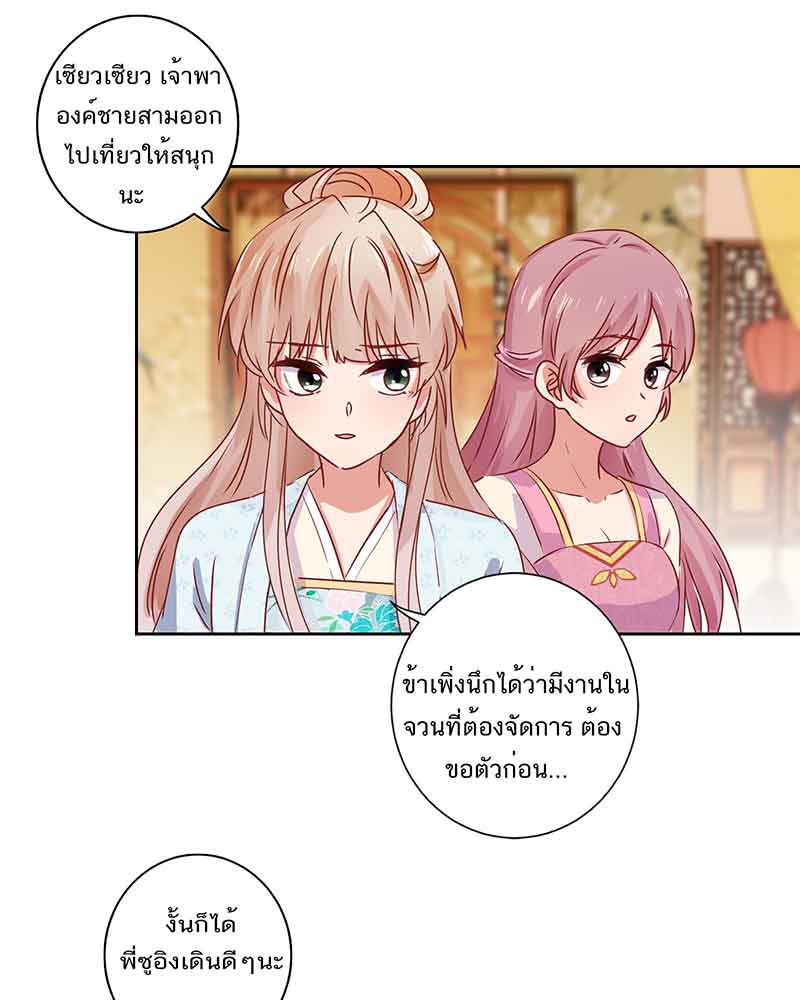 เซียวเซียว เจ้าพา
องค์ชายสามออก
ไปเที่ยวให้สนุก
นะ
ข้าเพิ่งนึกได้ว่ามีงานใน
จวนที่ต้องจัดการ ต้อง
ขอตัวก่อน...
งั้นก็ได้
พี่ซูอิงเดินดีๆนะ